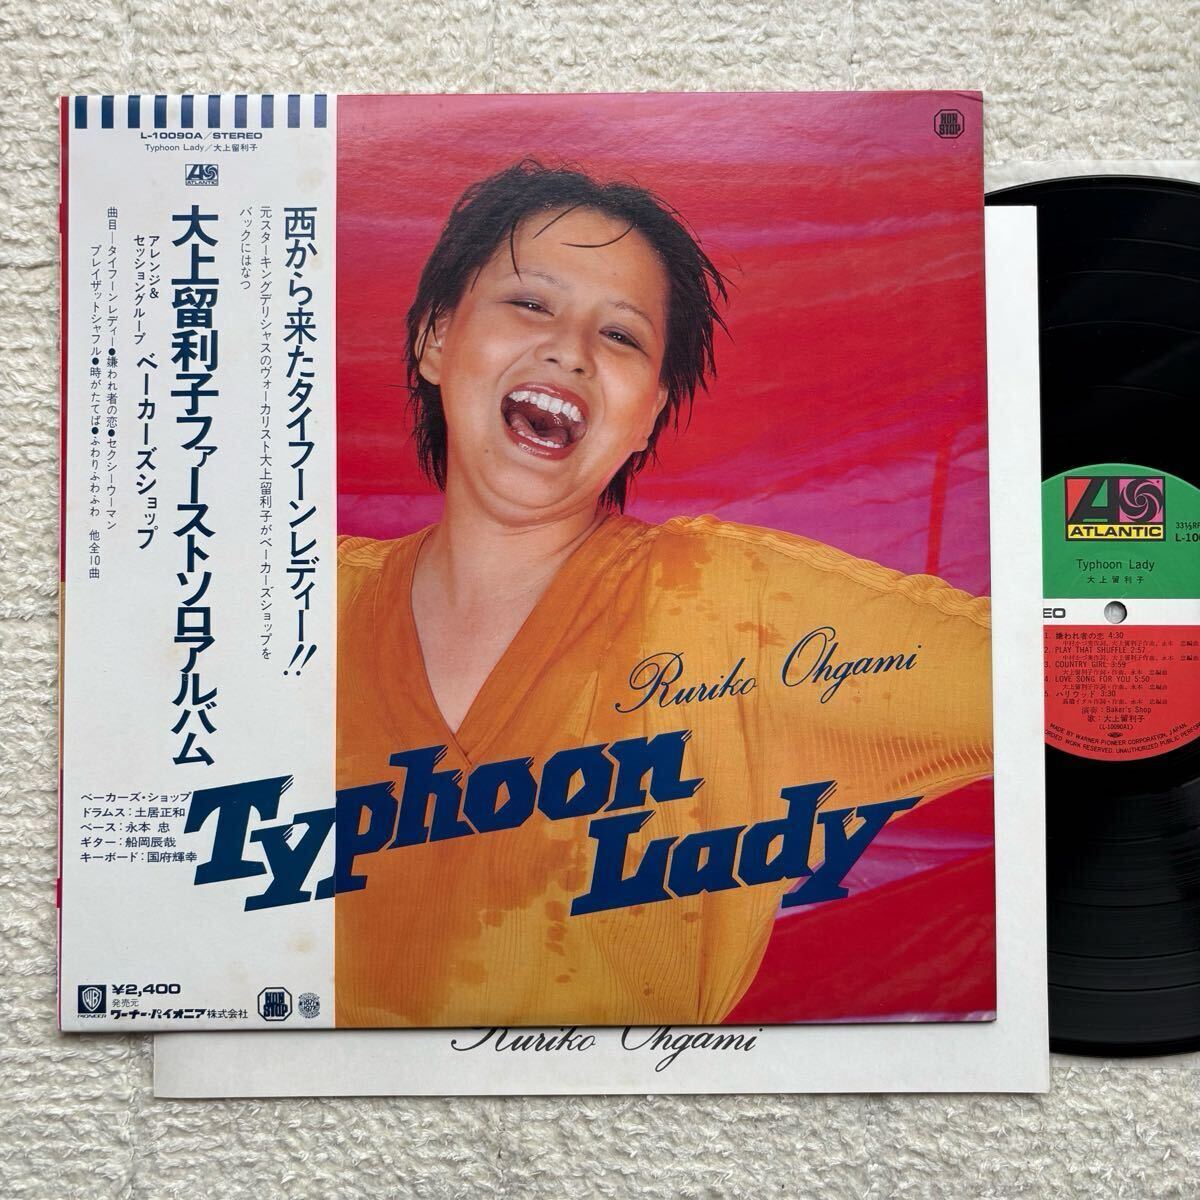 L-10090A/STEREO
Typhoon Lady/大上留利子
ATLANTIC
西から来たタイフーンレディー!!
元スターキングデリシャスのヴォーカリスト大上留利子がベーカーズショップを
バックにはなつ
大上留利子ファーストソロアルバム
アレンジ&
セッショングループ
ベーカーズショップ
曲目—タイフーンレディー●嫌われ者の恋●セクシーウーマン
プレイザットシャフル●時がたてば●ふわりふわふわ 他全10曲
ベーカーズ・ショップ
ドラムス:土居正和
ベース:永本 忠
ギター:船岡辰哉
キーボード:国府輝幸
¥2,400
発売元
ワーナー・パイオニア株式会社
PIONEER
NON STOP
NON STOP
Ruriko Ohgami
Typhoon
Lady
Ruriko Ohgami
ATLANTIC
33⅓RP
L-100
Typhoon Lady
大上留利子
EO
1. 嫌われ者の恋 4:30
2. PLAY THAT SHUFFLE 2:57
3. COUNTRY GIRL 3:59
4. LOVE SONG FOR YOU 5:50
5. ハリウッド 3:30
演奏:Baker's Shop
歌:大上留利子
(L-10090A1)
MADE BY WARNER PIONEER CORPORATION, JAPAN.
CORDED WORK RESERVED. UNAUTHORIZED PUBLIC PERFO